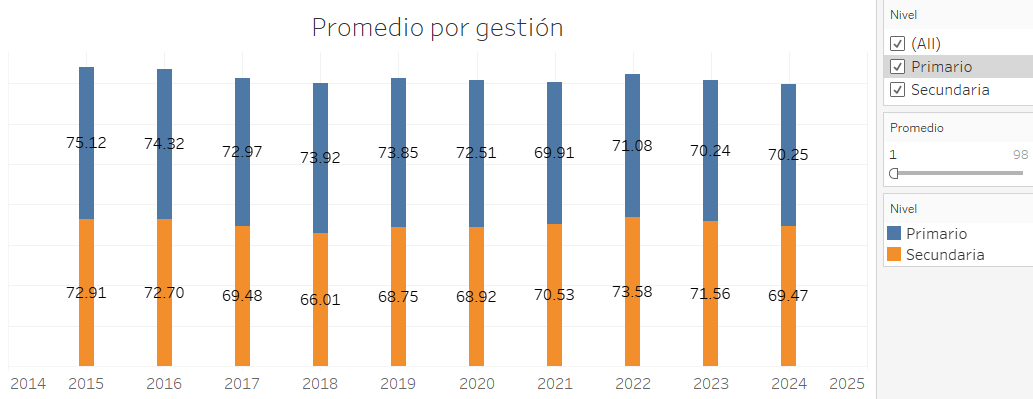 Promedio por gestión
75.12 74.32 72.97 73.92 73.85 72.51 69.91 71.08 70.24 70.25
72.91 72.70 69.48 66.01 68.75 68.92 70.53 73.58 71.56 69.47
2014 2015 2016 2017 2018 2019 2020 2021 2022 2023 2024 2025
Nivel
(All)
Primario
Secundaria
Promedio
1 98
Nivel
Primario
Secundaria